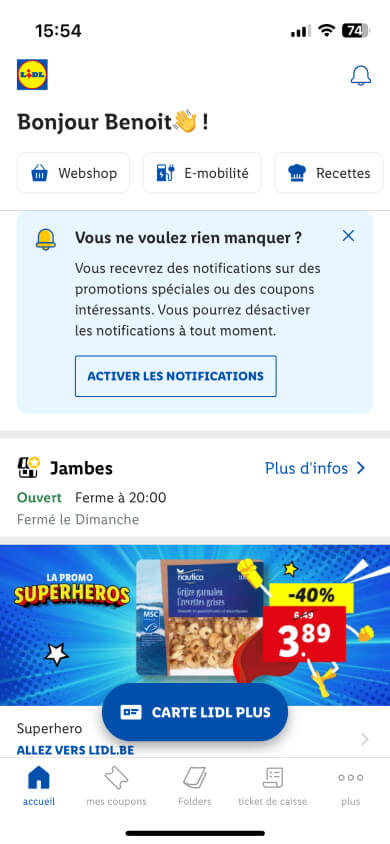 15:54
74
LIDL
Bonjour Benoit👋 !
Webshop
E-mobilité
Recettes
Vous ne voulez rien manquer ?
Vous recevrez des notifications sur des
promotions spéciales ou des coupons
intéressants. Vous pourrez désactiver
les notifications à tout moment.
ACTIVER LES NOTIFICATIONS
Jambes
Plus d'infos
Ouvert Ferme à 20:00
Fermé le Dimanche
LA PROMO
SUPERHEROS
nautica
Grijze garnalen
Crevettes grises
MSC
-40%
6.49
3.89
CARTE LIDL PLUS
Superhero
ALLEZ VERS LIDL.BE
accueil
mes coupons
Folders
ticket de caisse
plus